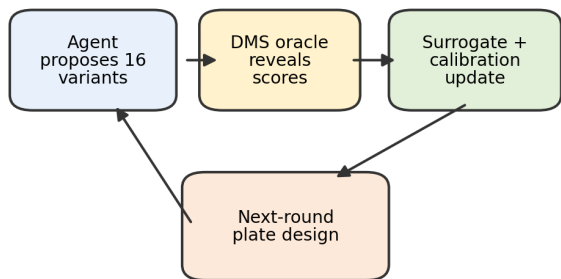 Agent
proposes 16
variants
DMS oracle
reveals
scores
Surrogate +
calibration
update
Next-round
plate design